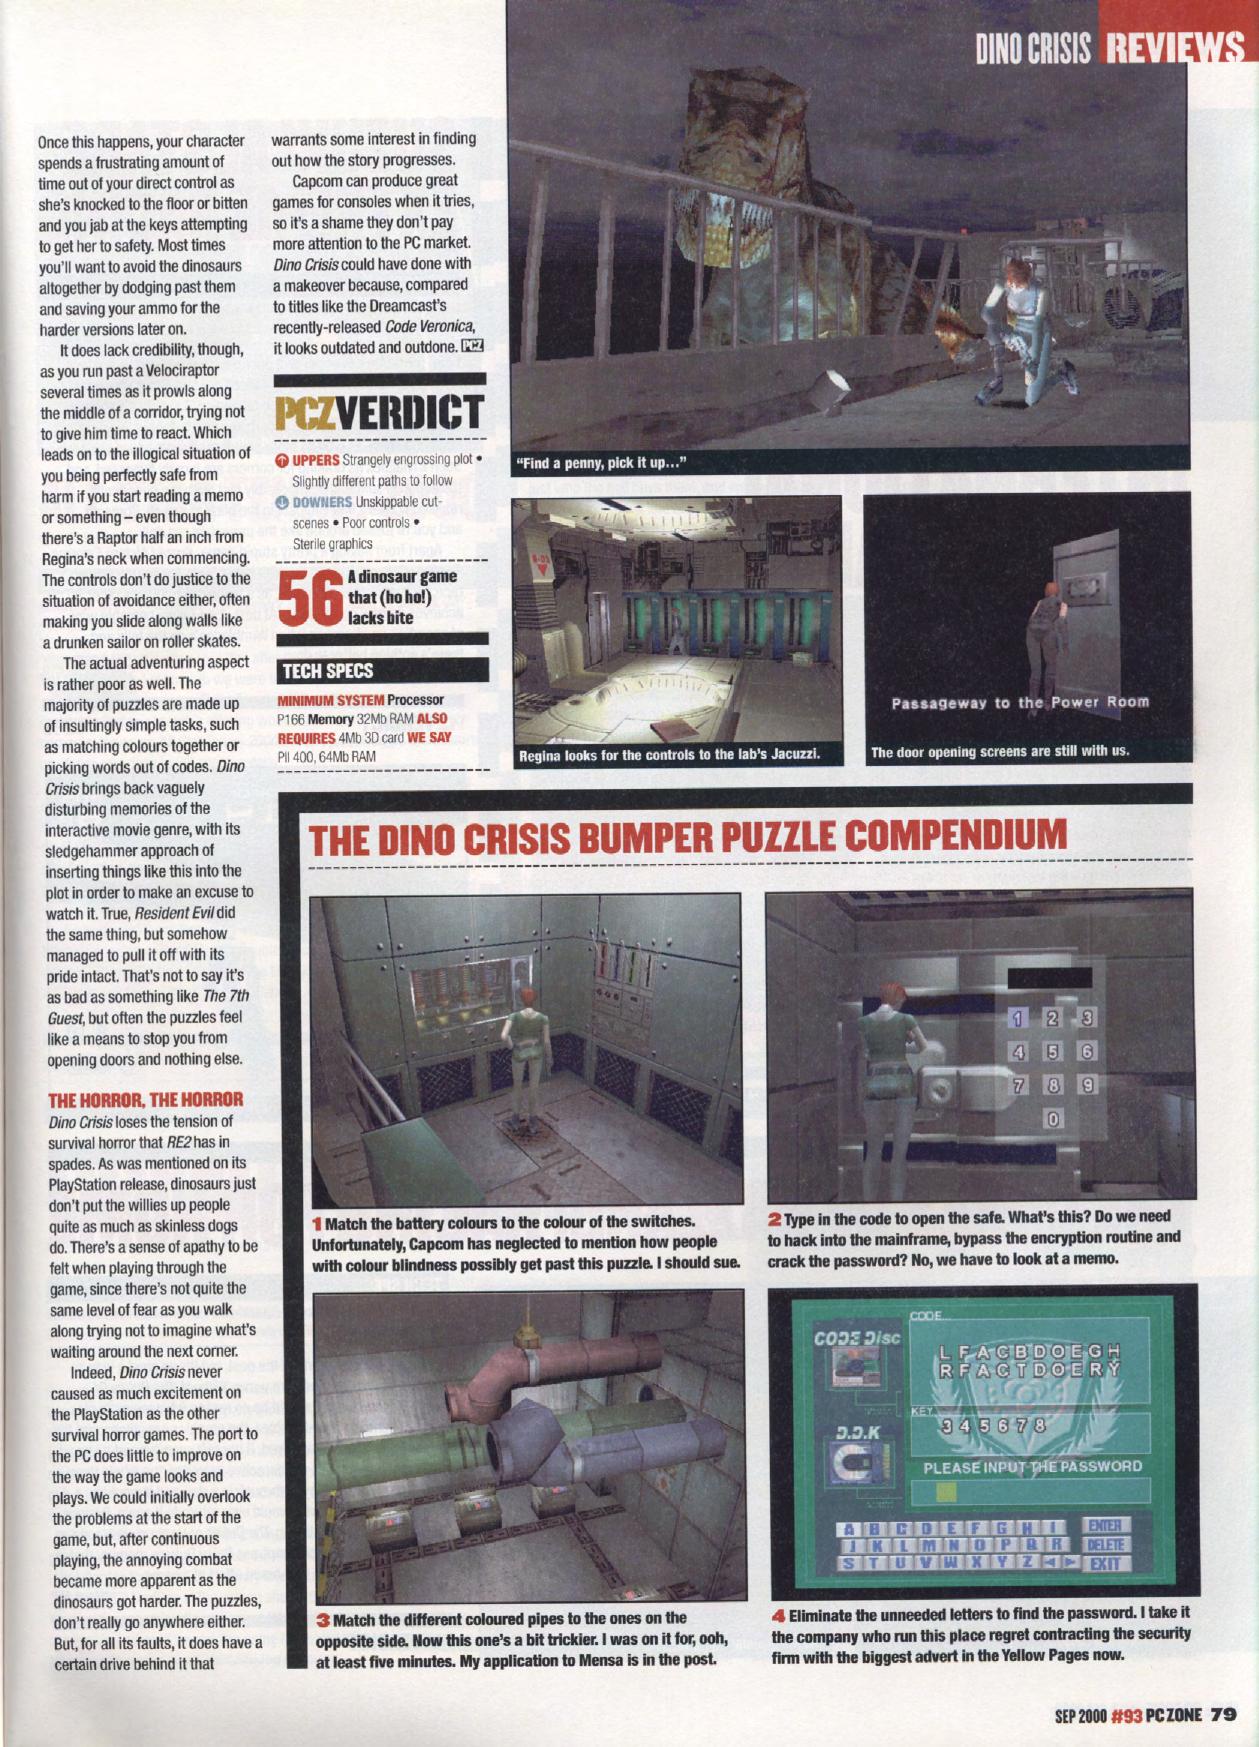 DINO CRISIS REVIEWS
Once this happens, your character
spends a frustrating amount of
time out of your direct control as
she's knocked to the floor or bitten
and you jab at the keys attempting
to get her to safety. Most times
you'll want to avoid the dinosaurs
altogether by dodging past them
and saving your ammo for the
harder versions later on.
It does lack credibility, though,
as you run past a Velociraptor
several times as it prowls along
the middle of a corridor, trying not
to give him time to react. Which
leads on to the illogical situation of
you being perfectly safe from
harm if you start reading a memo
or something – even though
there's a Raptor half an inch from
Regina's neck when commencing.
The controls don't do justice to the
situation of avoidance either, often
making you slide along walls like
a drunken sailor on roller skates.
The actual adventuring aspect
is rather poor as well. The
majority of puzzles are made up
of insultingly simple tasks, such
as matching colours together or
picking words out of codes. Dino
Crisis brings back vaguely
disturbing memories of the
interactive movie genre, with its
sledgehammer approach of
inserting things like this into the
plot in order to make an excuse to
watch it. True, Resident Evil did
the same thing, but somehow
managed to pull it off with its
pride intact. That's not to say it's
as bad as something like The 7th
Guest, but often the puzzles feel
like a means to stop you from
opening doors and nothing else.
THE HORROR, THE HORROR
Dino Crisis loses the tension of
survival horror that RE2 has in
spades. As was mentioned on its
PlayStation release, dinosaurs just
don't put the willies up people
quite as much as skinless dogs
do. There's a sense of apathy to be
felt when playing through the
game, since there's not quite the
same level of fear as you walk
along trying not to imagine what's
waiting around the next corner.
Indeed, Dino Crisis never
caused as much excitement on
the PlayStation as the other
survival horror games. The port to
the PC does little to improve on
the way the game looks and
plays. We could initially overlook
the problems at the start of the
game, but, after continuous
playing, the annoying combat
became more apparent as the
dinosaurs got harder. The puzzles,
don't really go anywhere either.
But, for all its faults, it does have a
certain drive behind it that
warrants some interest in finding
out how the story progresses.
Capcom can produce great
games for consoles when it tries,
so it's a shame they don't pay
more attention to the PC market.
Dino Crisis could have done with
a makeover because, compared
to titles like the Dreamcast's
recently-released Code Veronica,
it looks outdated and outdone. PCZ
PCZVERDICT
UPPERS Strangely engrossing plot •
Slightly different paths to follow
DOWNERS Unskippable cut-
scenes • Poor controls •
Sterile graphics
56 A dinosaur game
that (ho ho!)
lacks bite
TECH SPECS
MINIMUM SYSTEM Processor
P166 Memory 32Mb RAM ALSO
REQUIRES 4Mb 3D card WE SAY
PII 400, 64Mb RAM
"Find a penny, pick it up..."
Regina looks for the controls to the lab's Jacuzzi.
Passageway to the Power Room
The door opening screens are still with us.
THE DINO CRISIS BUMPER PUZZLE COMPENDIUM
1 2 3
4 5 6
7 8 9
0
1 Match the battery colours to the colour of the switches.
Unfortunately, Capcom has neglected to mention how people
with colour blindness possibly get past this puzzle. I should sue.
2 Type in the code to open the safe. What's this? Do we need
to hack into the mainframe, bypass the encryption routine and
crack the password? No, we have to look at a memo.
CODE Disc
D.D.K
CODE
LFACBDOEGH
RFACTDOERY
KEY
345678
PLEASE INPUT THE PASSWORD
A B C D E F G H I ENTER
J K L M N O P Q R DELETE
S T U V W X Y Z EXIT
3 Match the different coloured pipes to the ones on the
opposite side. Now this one's a bit trickier. I was on it for, ooh,
at least five minutes. My application to Mensa is in the post.
4 Eliminate the unneeded letters to find the password. I take it
the company who run this place regret contracting the security
firm with the biggest advert in the Yellow Pages now.
SEP 2000 #93 PC ZONE 79